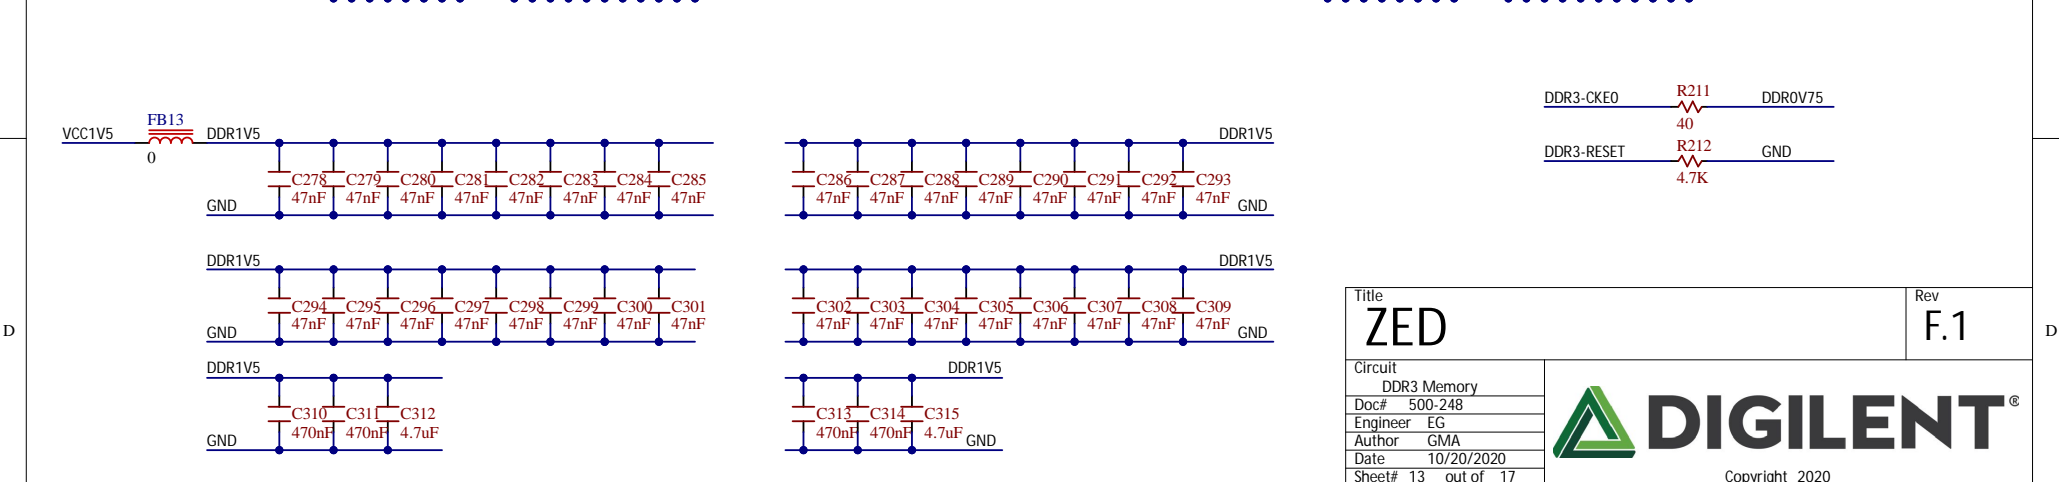 FB13
VCC1V5 DDR1V5
0
C278 C279 C280 C281 C282 C283 C284 C285
47nF 47nF 47nF 47nF 47nF 47nF 47nF 47nF
GND
DDR1V5
C286 C287 C288 C289 C290 C291 C292 C293
47nF 47nF 47nF 47nF 47nF 47nF 47nF 47nF
GND
R211
DDR3-CKE0 DDR0V75
40
R212
DDR3-RESET GND
4.7K
DDR1V5
C294 C295 C296 C297 C298 C299 C300 C301
47nF 47nF 47nF 47nF 47nF 47nF 47nF 47nF
GND
DDR1V5
C302 C303 C304 C305 C306 C307 C308 C309
47nF 47nF 47nF 47nF 47nF 47nF 47nF 47nF
GND
DDR1V5
C310 C311 C312
470nF 470nF 4.7uF
GND
DDR1V5
C313 C314 C315
470nF 470nF 4.7uF
GND
D
D
Title
ZED
Rev
F.1
Circuit
DDR3 Memory
Doc# 500-248
Engineer EG
Author GMA
Date 10/20/2020
Sheet# 13 out of 17
DIGILENT®
Copyright 2020